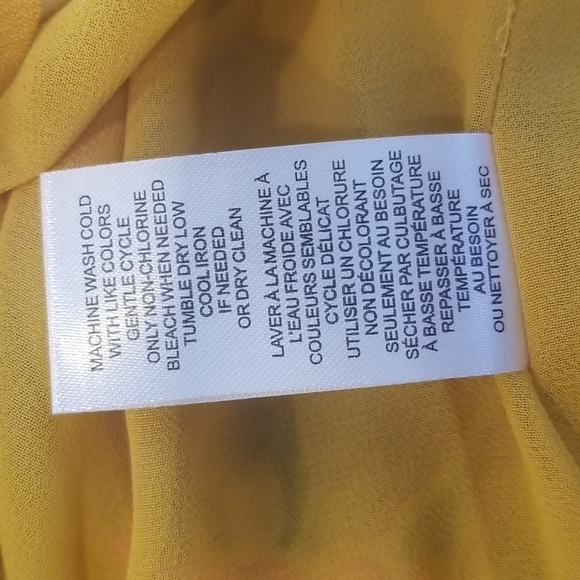 MACHINE WASH COLD
WITH LIKE COLORS
GENTLE CYCLE
ONLY NON-CHLORINE
BLEACH WHEN NEEDED
TUMBLE DRY LOW
COOL IRON
IF NEEDED
OR DRY CLEAN
LAVER À LA MACHINE À
L'EAU FROIDE AVEC
COULEURS SEMBLABLES
CYCLE DÉLICAT
UTILISER UN CHLORURE
NON DÉCOLORANT
SEULEMENT AU BESOIN
SÉCHER PAR CULBUTAGE
À BASSE TEMPÉRATURE
REPASSER À BASSE
TEMPÉRATURE
AU BESOIN
OU NETTOYER À SEC